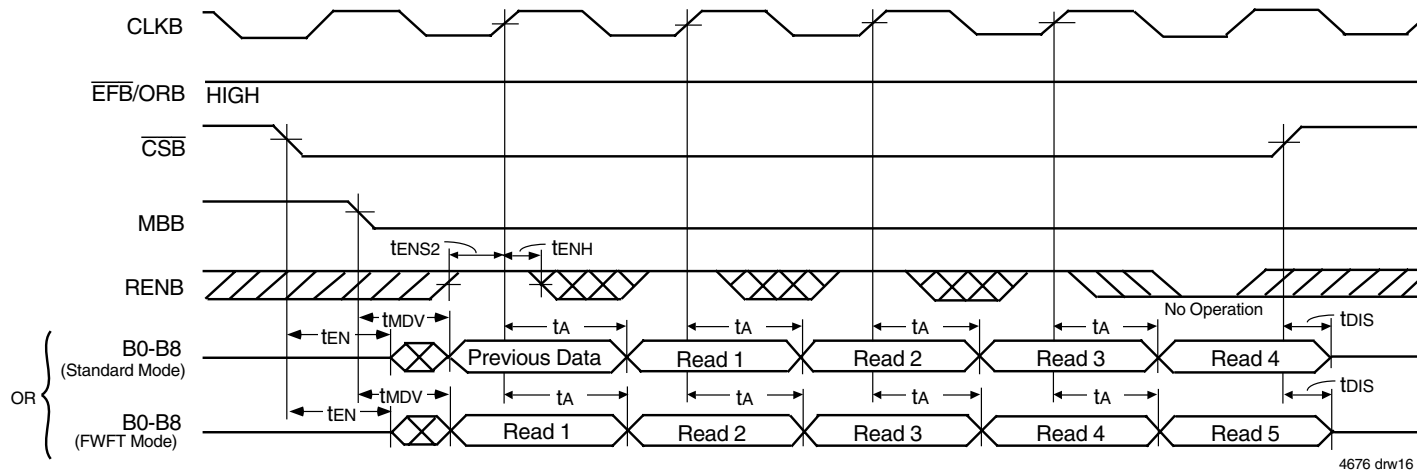 CLKB
EFB/ORB HIGH
CSB
MBB
tENS2 tENH
RENB
No Operation
tEN tMDV tA tA tA tA tDIS
B0-B8 (Standard Mode) Previous Data Read 1 Read 2 Read 3 Read 4
OR
tEN tMDV tA tA tA tA tDIS
B0-B8 (FWFT Mode) Read 1 Read 2 Read 3 Read 4 Read 5
4676 drw16